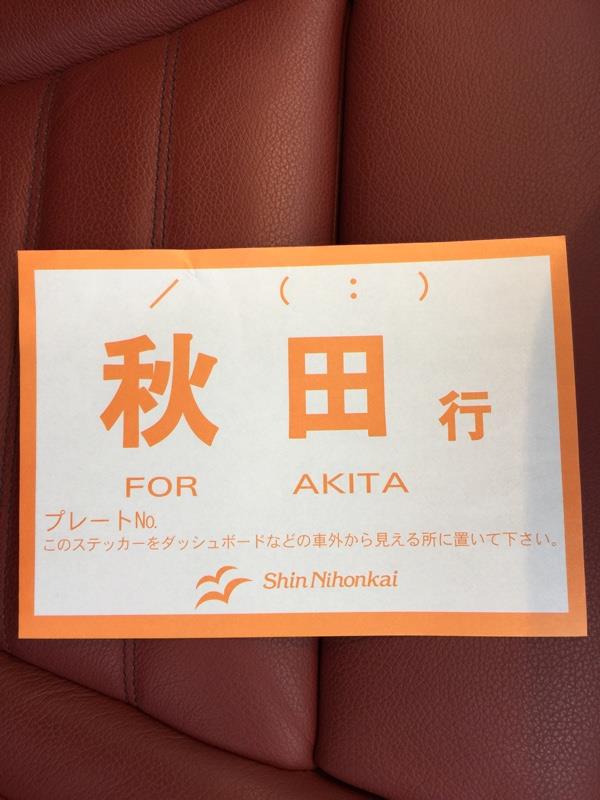 / ( : )
秋田行
FOR AKITA
プレートNo.
このステッカーをダッシュボードなどの車外から見える所に置いて下さい。
Shin Nihonkai